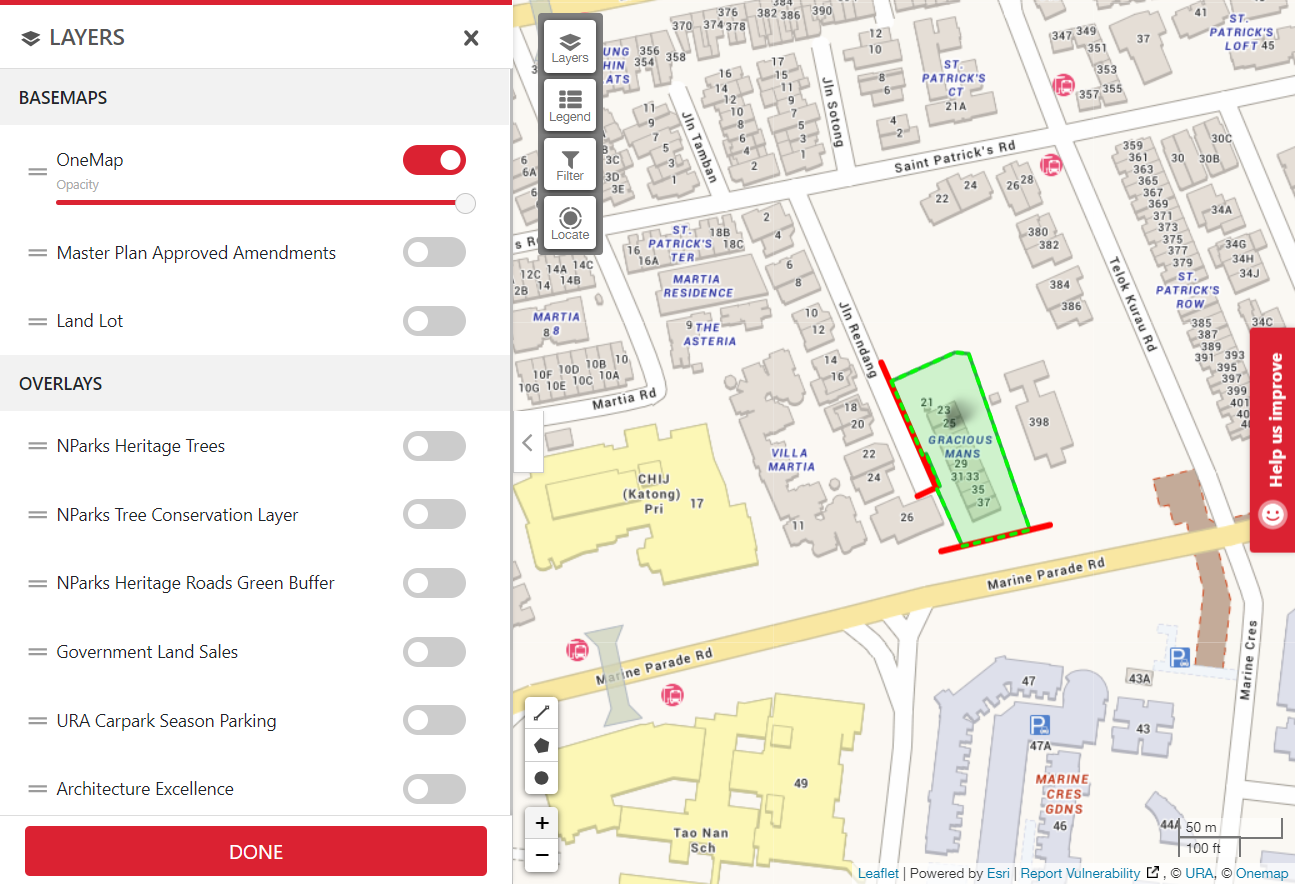 LAYERS
BASEMAPS
OneMap
Opacity
Master Plan Approved Amendments
Land Lot
OVERLAYS
NParks Heritage Trees
NParks Tree Conservation Layer
NParks Heritage Roads Green Buffer
Government Land Sales
URA Carpark Season Parking
Architecture Excellence
DONE
Layers
Legend
Filter
Locate
376
384
382 386
390
370 374 378
356
354
358
12
10
8
6
4
2
ST.
PATRICK'S
CT
21A
41
ST.
PATRICK'S
LOFT 45
347 349
351
37
353
357 355
Jln Sotong
Jln Tamban
16
14
12
10
8
6
4
2
17
15
11
9
7
5
3
1
11
9
7
5
3
1
3C
3D
3E
6
6A
Saint Patrick's Rd
s R
ST.
PATRICK'S
TER
18B
18C
16
16A
2
4
6
8
22
24
26 28
380
382
384
386
359
361
363
365
367
369
371
373
375
377
379
30
30B
30C
34A
34G
34H
34J
ST.
PATRICK'S
ROW
385
387
389
391 393
395
397
399
401
34C
Telok Kurau Rd
12C 14A 14C
2B 14 14B
MARTIA
88
MARTIA
RESIDENCE
9 THE
ASTERIA
10
12
14
16
18
20
22
24
26
Jln Rendang
10F 10D 10B 10
10G 10E 10C 10A
Martia Rd
CHIJ
(Katong)
Pri
17
VILLA
MARTIA
11
21
23
25
GRACIOUS
MANS
29
31 33
35
37
398
Help us improve
Marine Parade Rd
Marine Parade Rd
Marine Cres
47
47A
43A
43
MARINE
CRES
GDNS
46
44A
49
Tao Nan
Sch
+
−
50 m
100 ft
Leaflet | Powered by Esri | Report Vulnerability , © URA, © Onemap